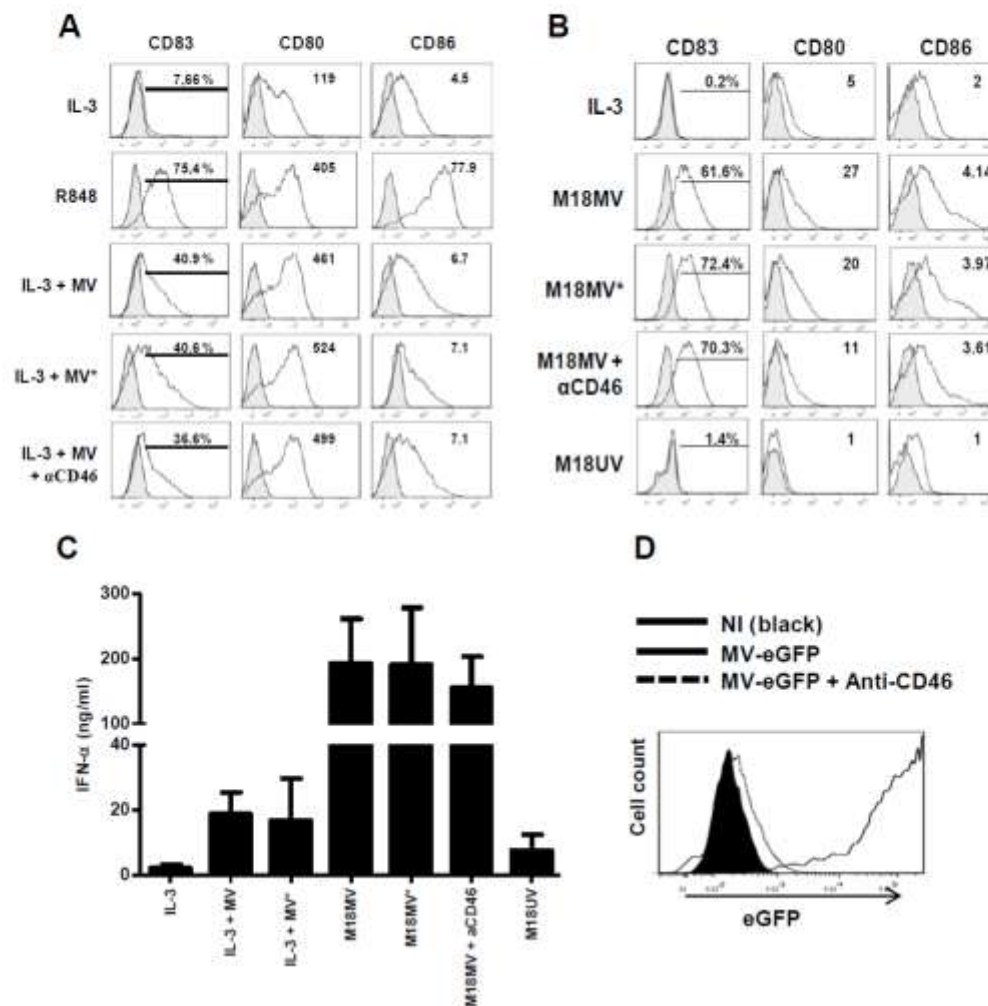 A
CD83 CD80 CD86
IL-3 7.66% 119 4.5
R848 75.4% 405 77.9
IL-3 + MV 40.9% 461 6.7
IL-3 + MV* 40.6% 524 7.1
IL-3 + MV
+ αCD46 36.6% 499 7.1
B
CD83 CD80 CD86
IL-3 0.2% 5 2
M18MV 61.6% 27 4.14
M18MV* 72.4% 20 3.97
M18MV +
αCD46 70.3% 11 3.61
M18UV 1.4% 1 1
C
IFN-α (ng/ml)
300
200
100
40
20
0
IL-3
IL-3 + MV
IL-3 + MV*
M18MV
M18MV*
M18MV + aCD46
M18UV
D
NI (black)
MV-eGFP
MV-eGFP + Anti-CD46
Cell count
eGFP